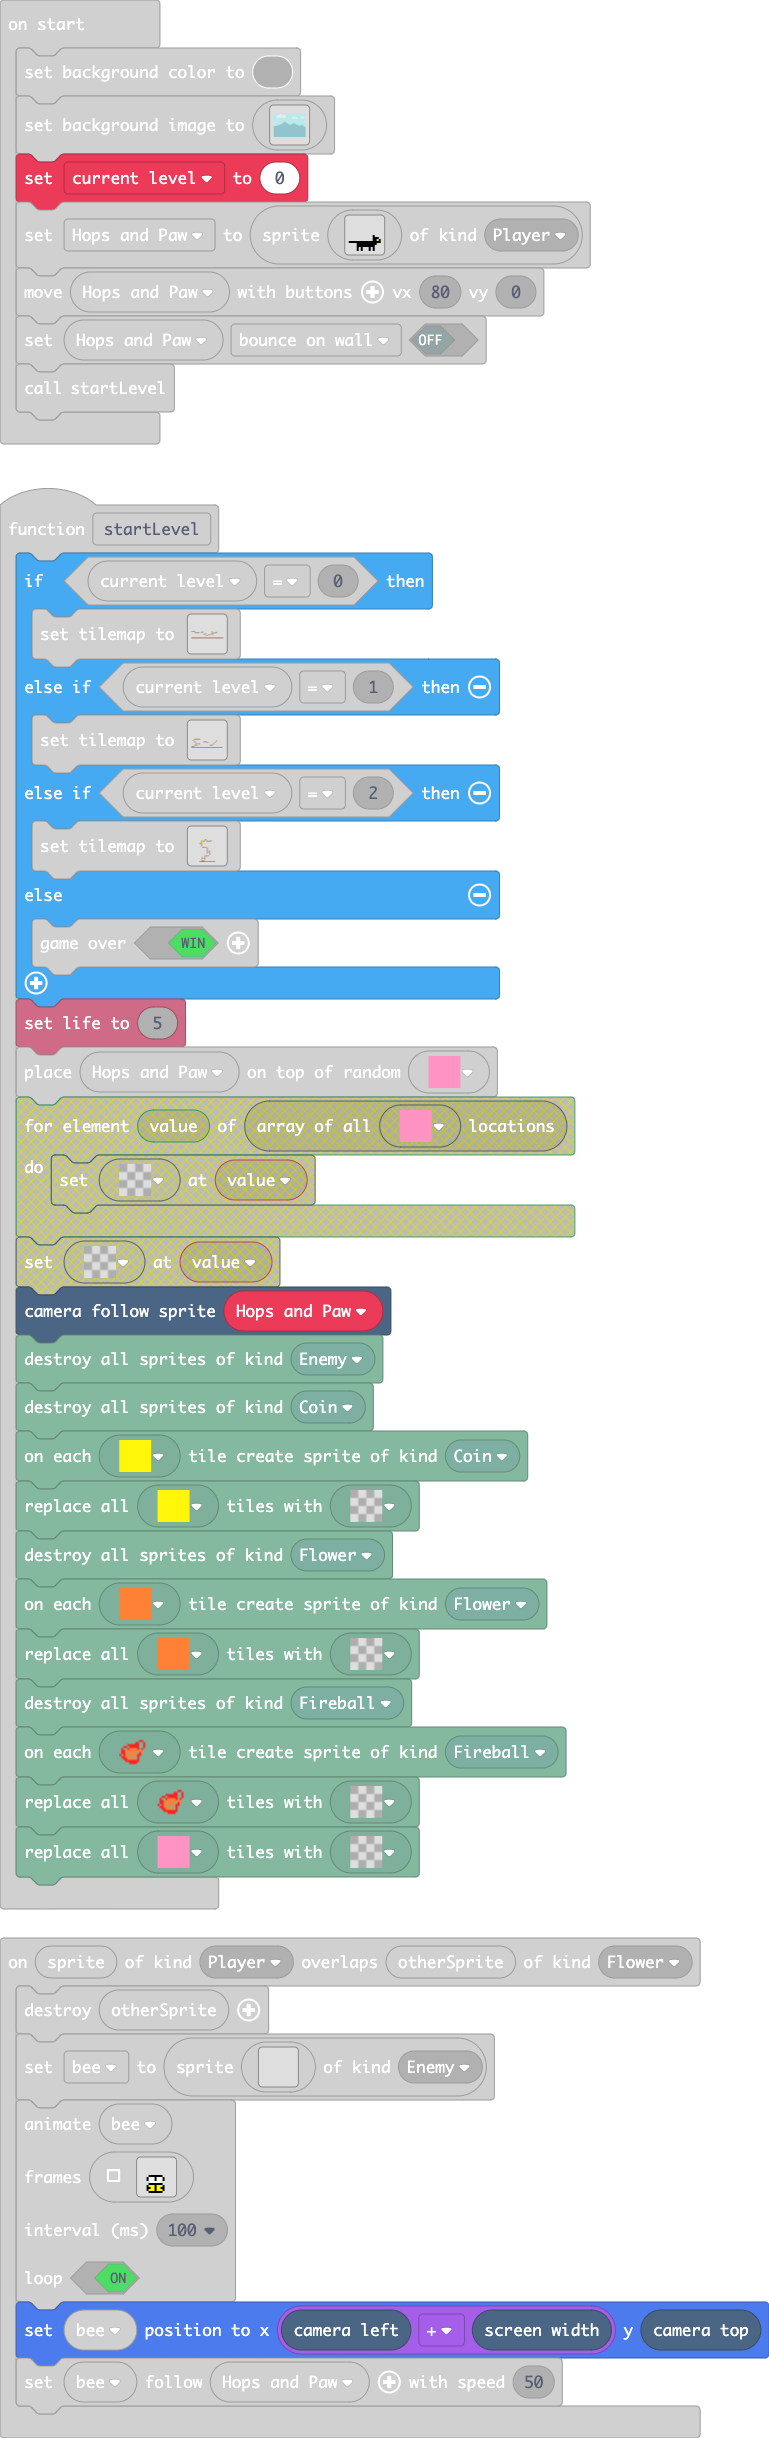 on start
set background color to
set background image to
set current level to 0
set Hops and Paw to sprite of kind Player
move Hops and Paw with buttons vx 80 vy 0
set Hops and Paw bounce on wall OFF
call startLevel
function startLevel
if current level = 0 then
set tilemap to
else if current level = 1 then
set tilemap to
else if current level = 2 then
set tilemap to
else
game over WIN
set life to 5
place Hops and Paw on top of random
for element value of array of all locations
do set at value
set at value
camera follow sprite Hops and Paw
destroy all sprites of kind Enemy
destroy all sprites of kind Coin
on each tile create sprite of kind Coin
replace all tiles with
destroy all sprites of kind Flower
on each tile create sprite of kind Flower
replace all tiles with
destroy all sprites of kind Fireball
on each tile create sprite of kind Fireball
replace all tiles with
replace all tiles with
on sprite of kind Player overlaps otherSprite of kind Flower
destroy otherSprite
set bee to sprite of kind Enemy
animate bee
frames
interval (ms) 100
loop ON
set bee position to x camera left + screen width y camera top
set bee follow Hops and Paw with speed 50